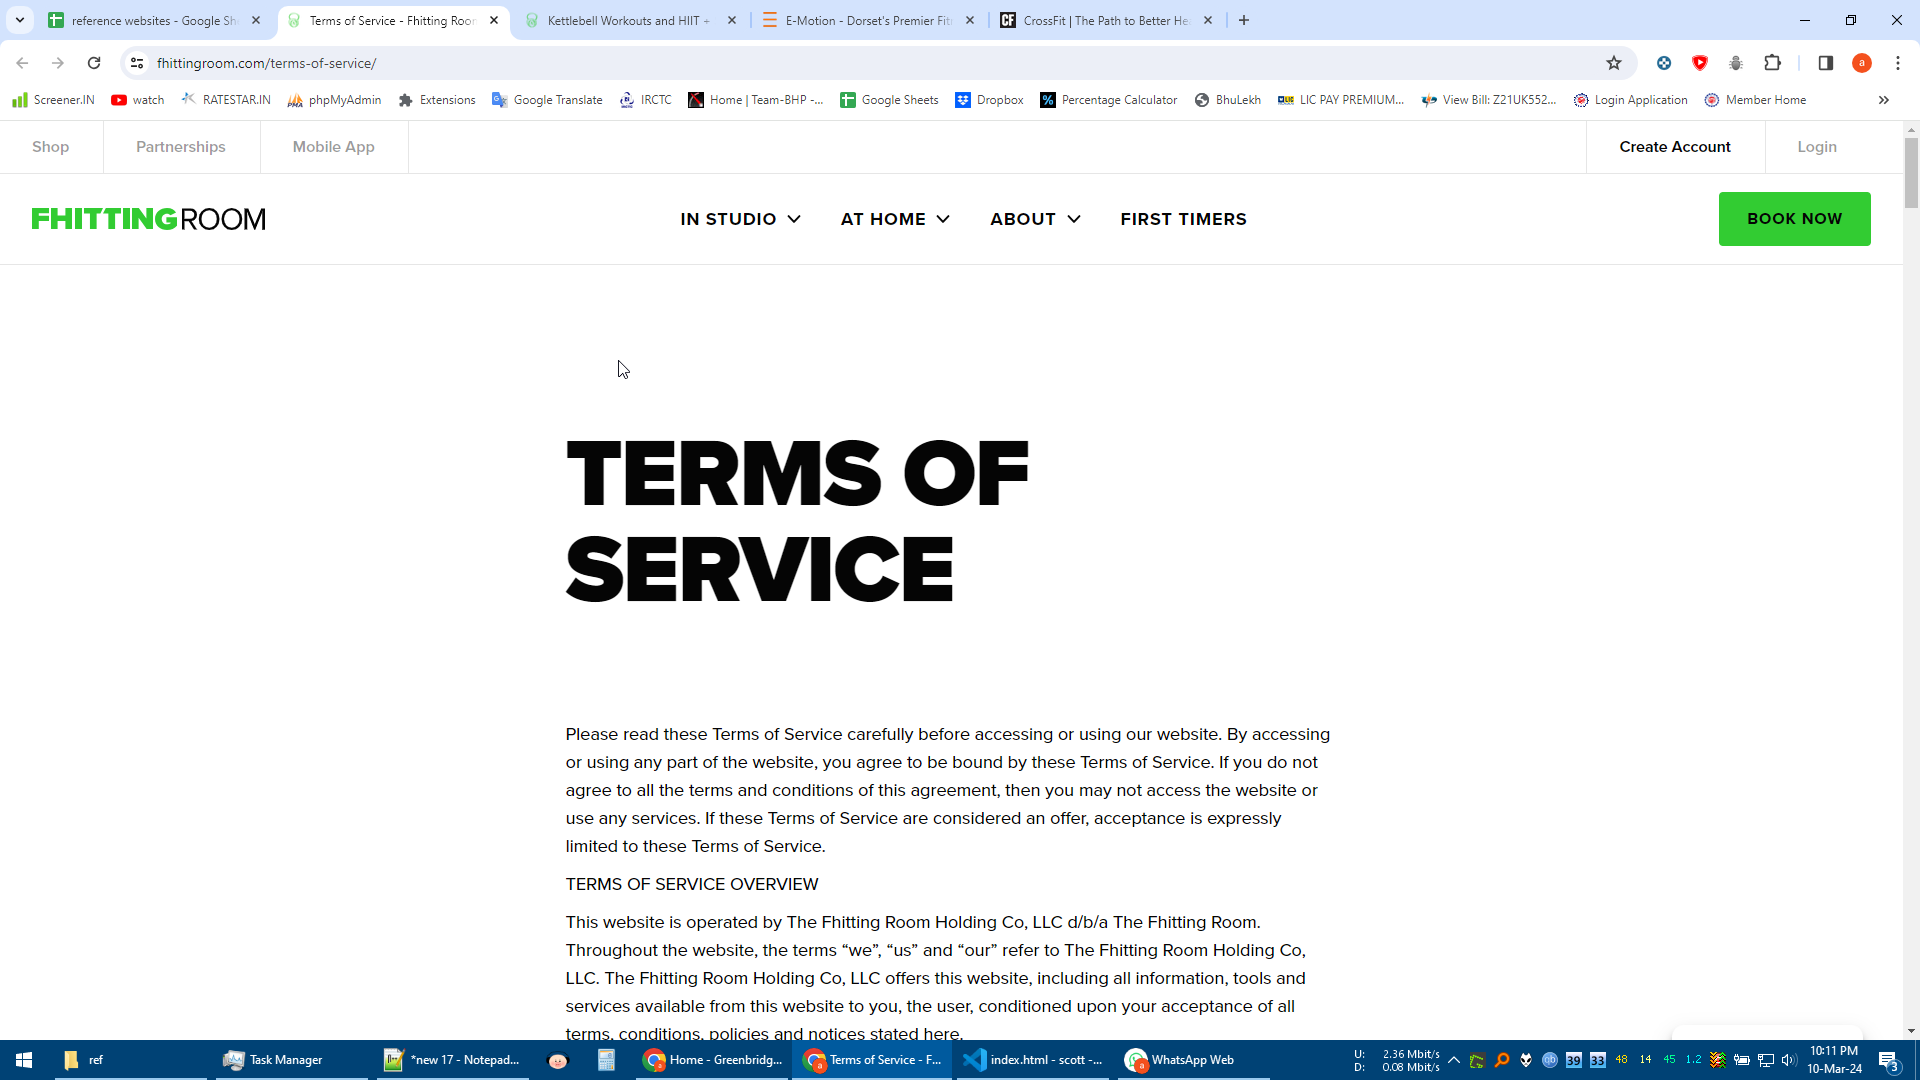 reference websites - Google She
Terms of Service - Fhitting Room
Kettlebell Workouts and HIIT +
E-Motion - Dorset's Premier Fitn
CrossFit | The Path to Better Hea
fhittingroom.com/terms-of-service/
a
Screener.IN
watch
RATESTAR.IN
phpMyAdmin
Extensions
Google Translate
IRCTC
Home | Team-BHP -...
Google Sheets
Dropbox
Percentage Calculator
BhuLekh
LIC PAY PREMIUM...
View Bill: Z21UK552...
Login Application
Member Home
Shop
Partnerships
Mobile App
Create Account
Login
FHITTINGROOM
IN STUDIO
AT HOME
ABOUT
FIRST TIMERS
BOOK NOW
TERMS OF
SERVICE
Please read these Terms of Service carefully before accessing or using our website. By accessing
or using any part of the website, you agree to be bound by these Terms of Service. If you do not
agree to all the terms and conditions of this agreement, then you may not access the website or
use any services. If these Terms of Service are considered an offer, acceptance is expressly
limited to these Terms of Service.
TERMS OF SERVICE OVERVIEW
This website is operated by The Fhitting Room Holding Co, LLC d/b/a The Fhitting Room.
Throughout the website, the terms “we”, “us” and “our” refer to The Fhitting Room Holding Co,
LLC. The Fhitting Room Holding Co, LLC offers this website, including all information, tools and
services available from this website to you, the user, conditioned upon your acceptance of all
terms, conditions, policies and notices stated here.
ref
Task Manager
*new 17 - Notepad...
Home - Greenbridg...
Terms of Service - F...
index.html - scott -...
WhatsApp Web
U: 2.36 Mbit/s
D: 0.08 Mbit/s
39
33
48
14
45
1.2
10:11 PM
10-Mar-24
3